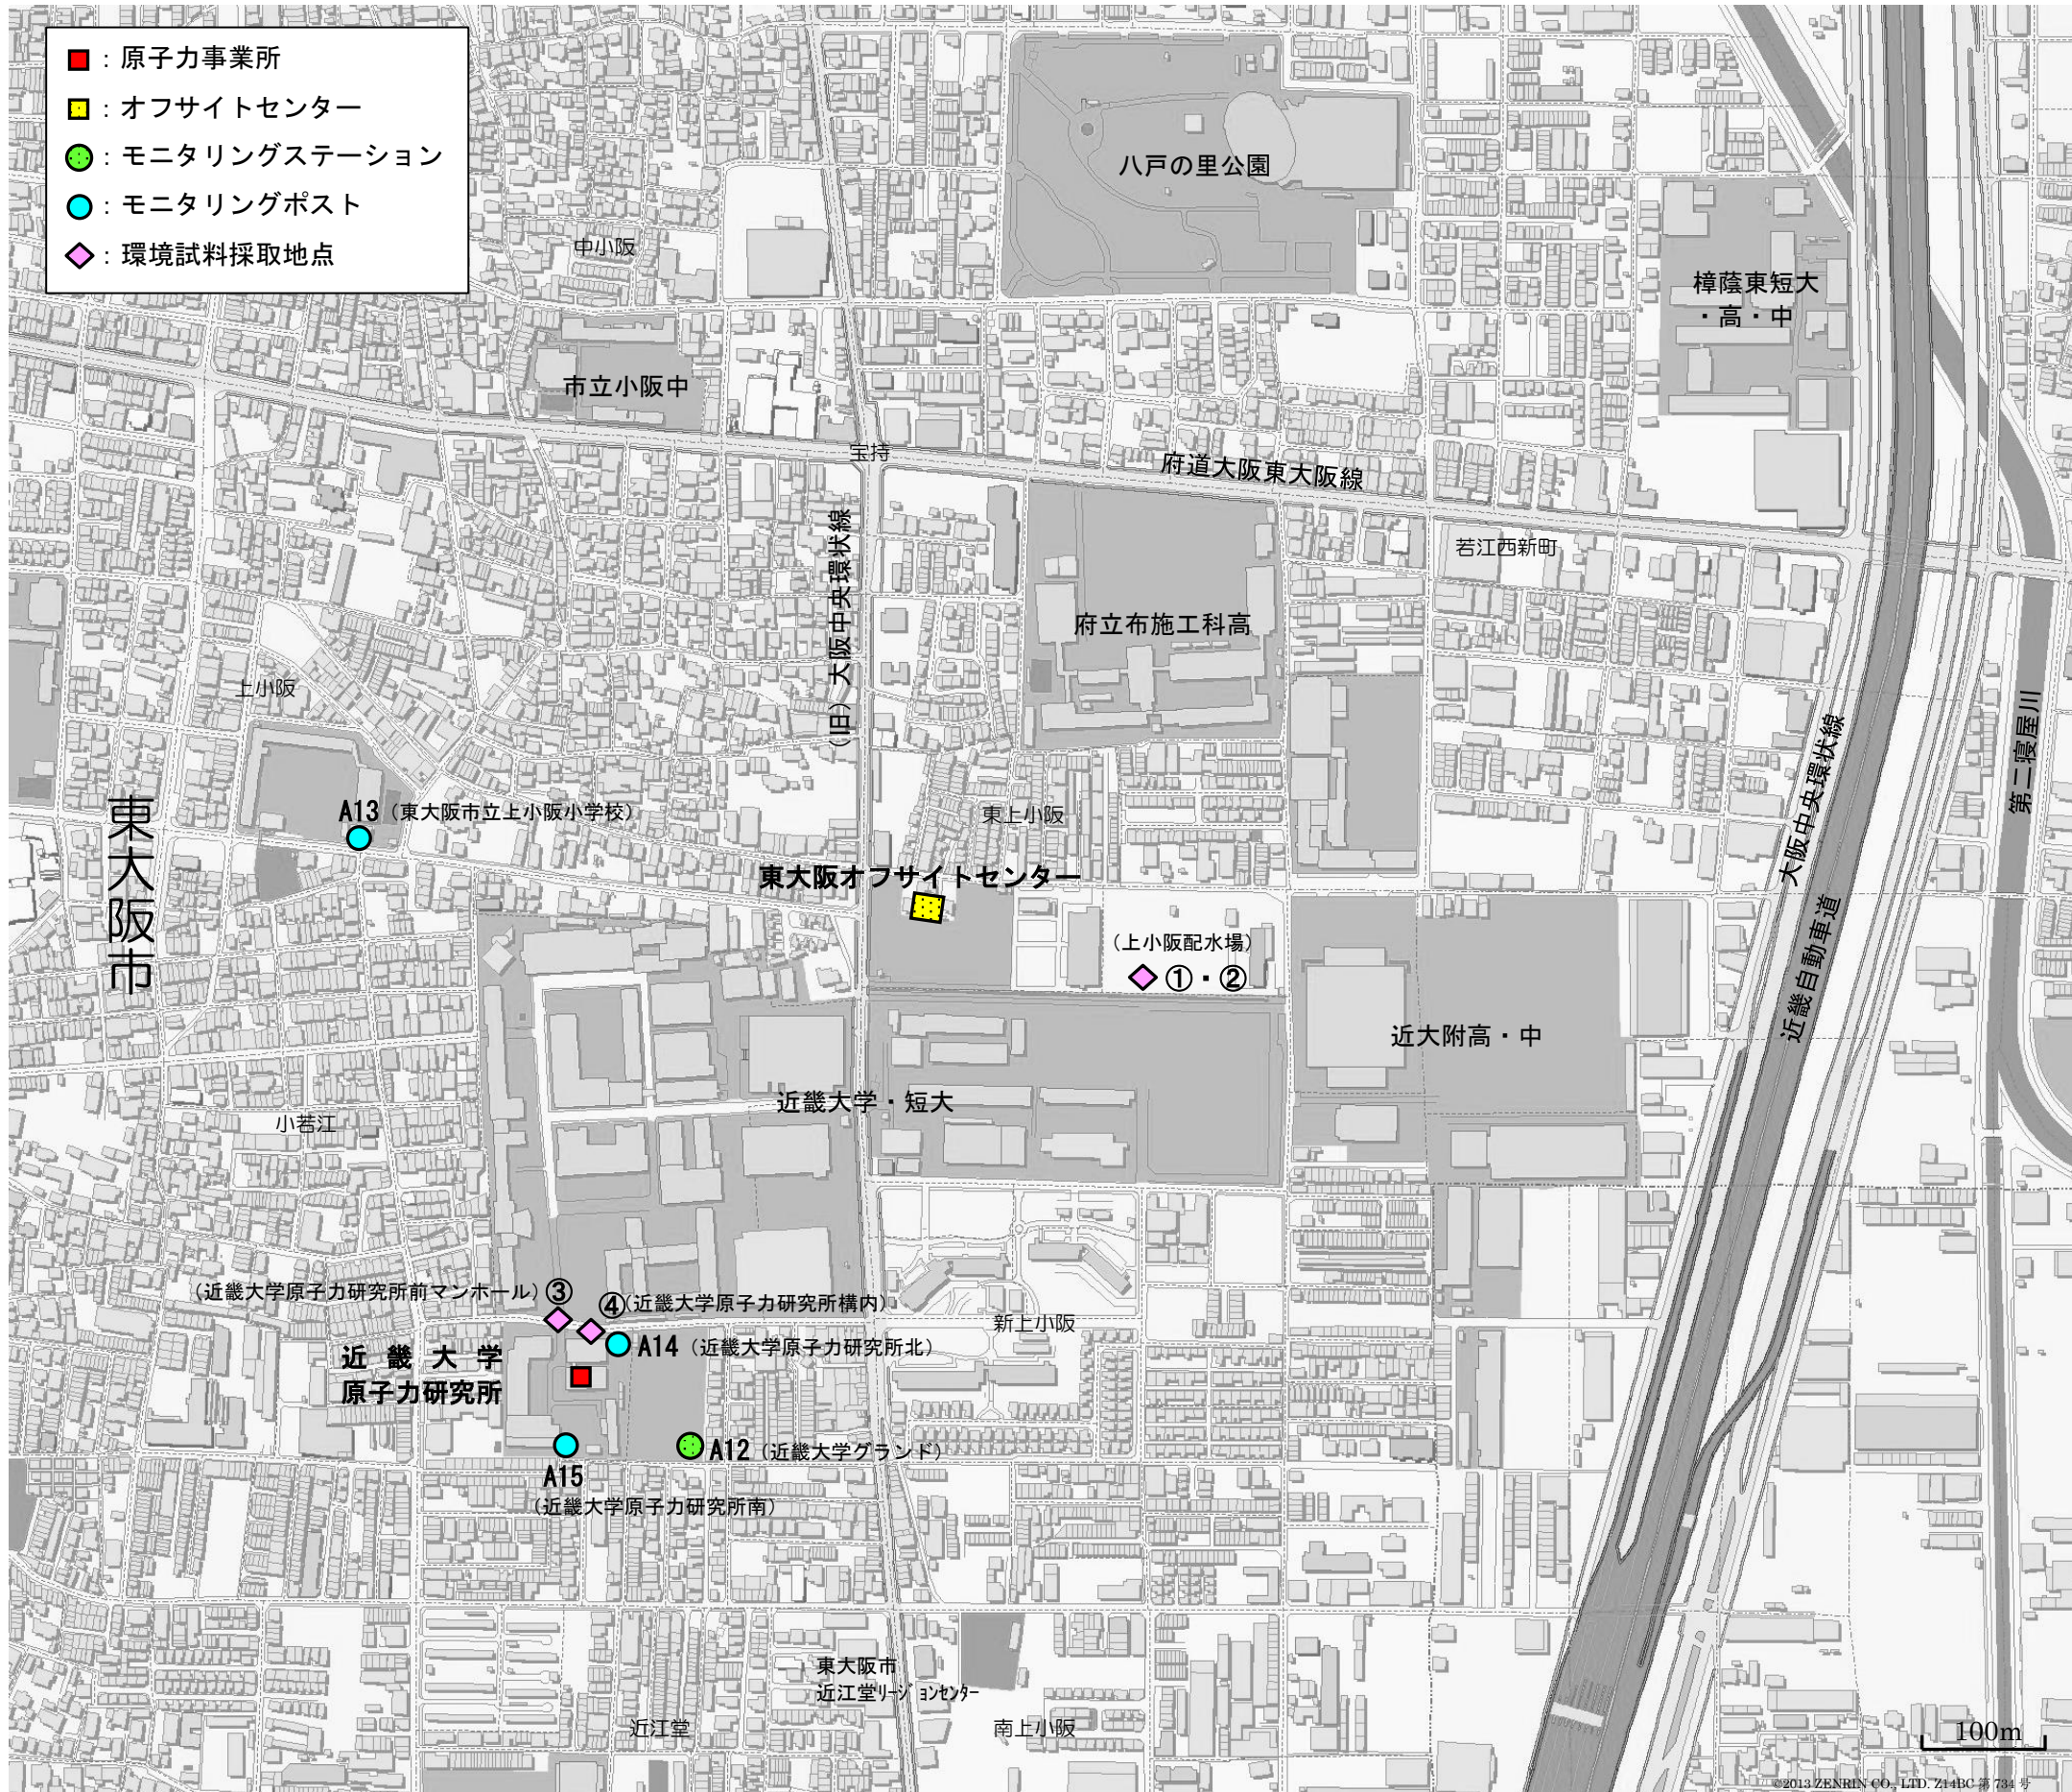 ：原子力事業所
：オフサイトセンター
：モニタリングステーション
：モニタリングポスト
：環境試料採取地点
八戸の里公園
中小阪
樟蔭東短大
・高・中
市立小阪中
宝持
府道大阪東大阪線
若江西新町
（旧）大阪中央環状線
府立布施工科高
上小阪
大阪中央環状線
第二寝屋川
東大阪市
A13（東大阪市立上小阪小学校）
東上小阪
東大阪オフサイトセンター
近畿自動車道
（上小阪配水場）
①・②
近大附高・中
近畿大学・短大
小若江
（近畿大学原子力研究所前マンホール）③
④（近畿大学原子力研究所構内）
新上小阪
A14（近畿大学原子力研究所北）
近畿大学
原子力研究所
A12（近畿大学グランド）
A15
（近畿大学原子力研究所南）
東大阪市
近江堂ﾘｰｼﾞｮﾝｾﾝﾀｰ
近江堂
南上小阪
100m
©2013 ZENRIN CO., LTD. Z14BC 第 734 号